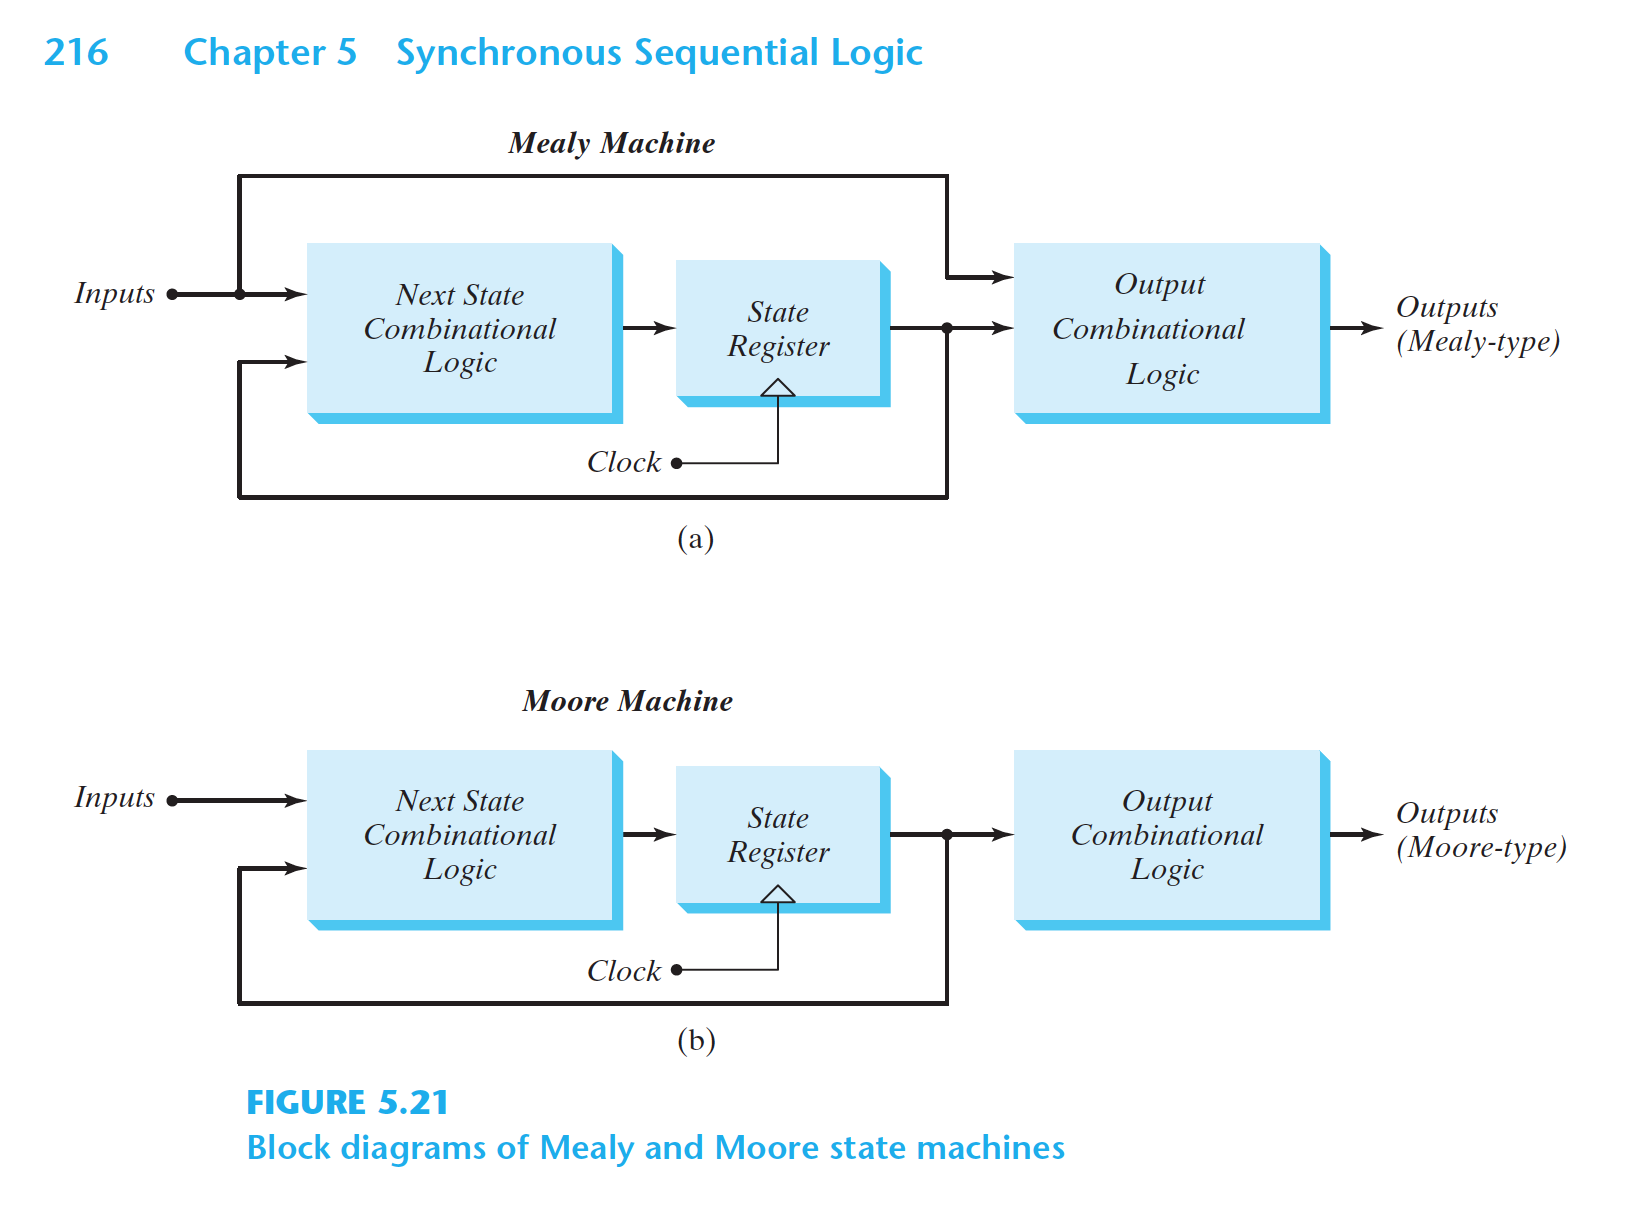 216 Chapter 5 Synchronous Sequential Logic
Mealy Machine
Inputs
Next State
Combinational
Logic
State
Register
Clock
Output
Combinational
Logic
Outputs
(Mealy-type)
(a)
Moore Machine
Inputs
Next State
Combinational
Logic
State
Register
Clock
Output
Combinational
Logic
Outputs
(Moore-type)
(b)
FIGURE 5.21
Block diagrams of Mealy and Moore state machines